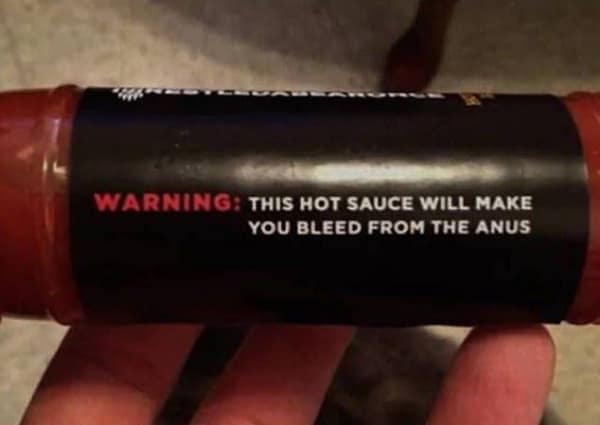 WARNING: THIS HOT SAUCE WILL MAKE
YOU BLEED FROM THE ANUS